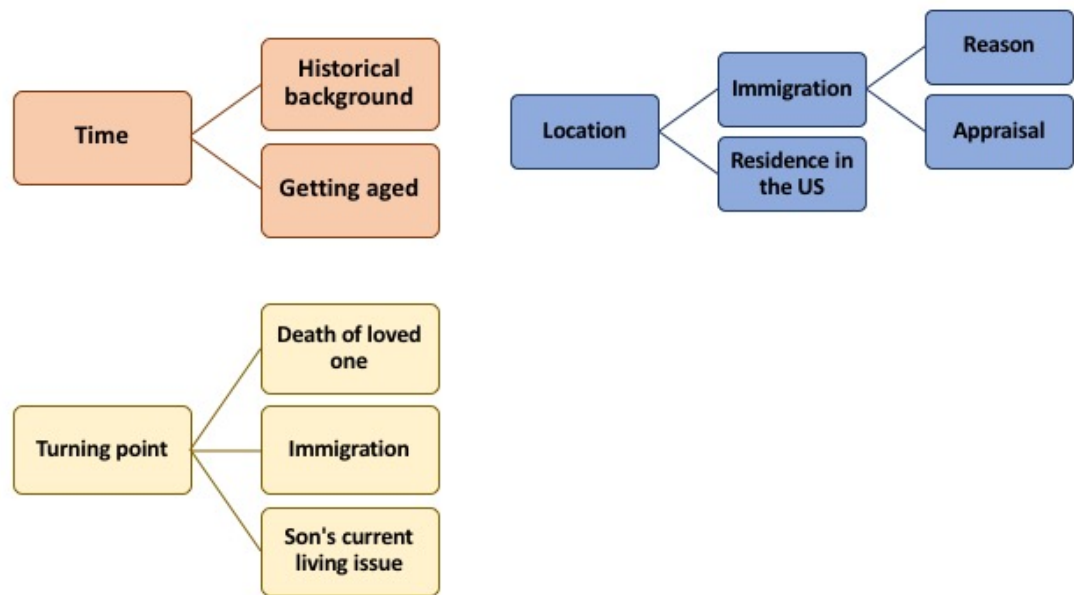 Time
Historical
background
Getting aged
Location
Immigration
Residence in
the US
Reason
Appraisal
Turning point
Death of loved
one
Immigration
Son's current
living issue